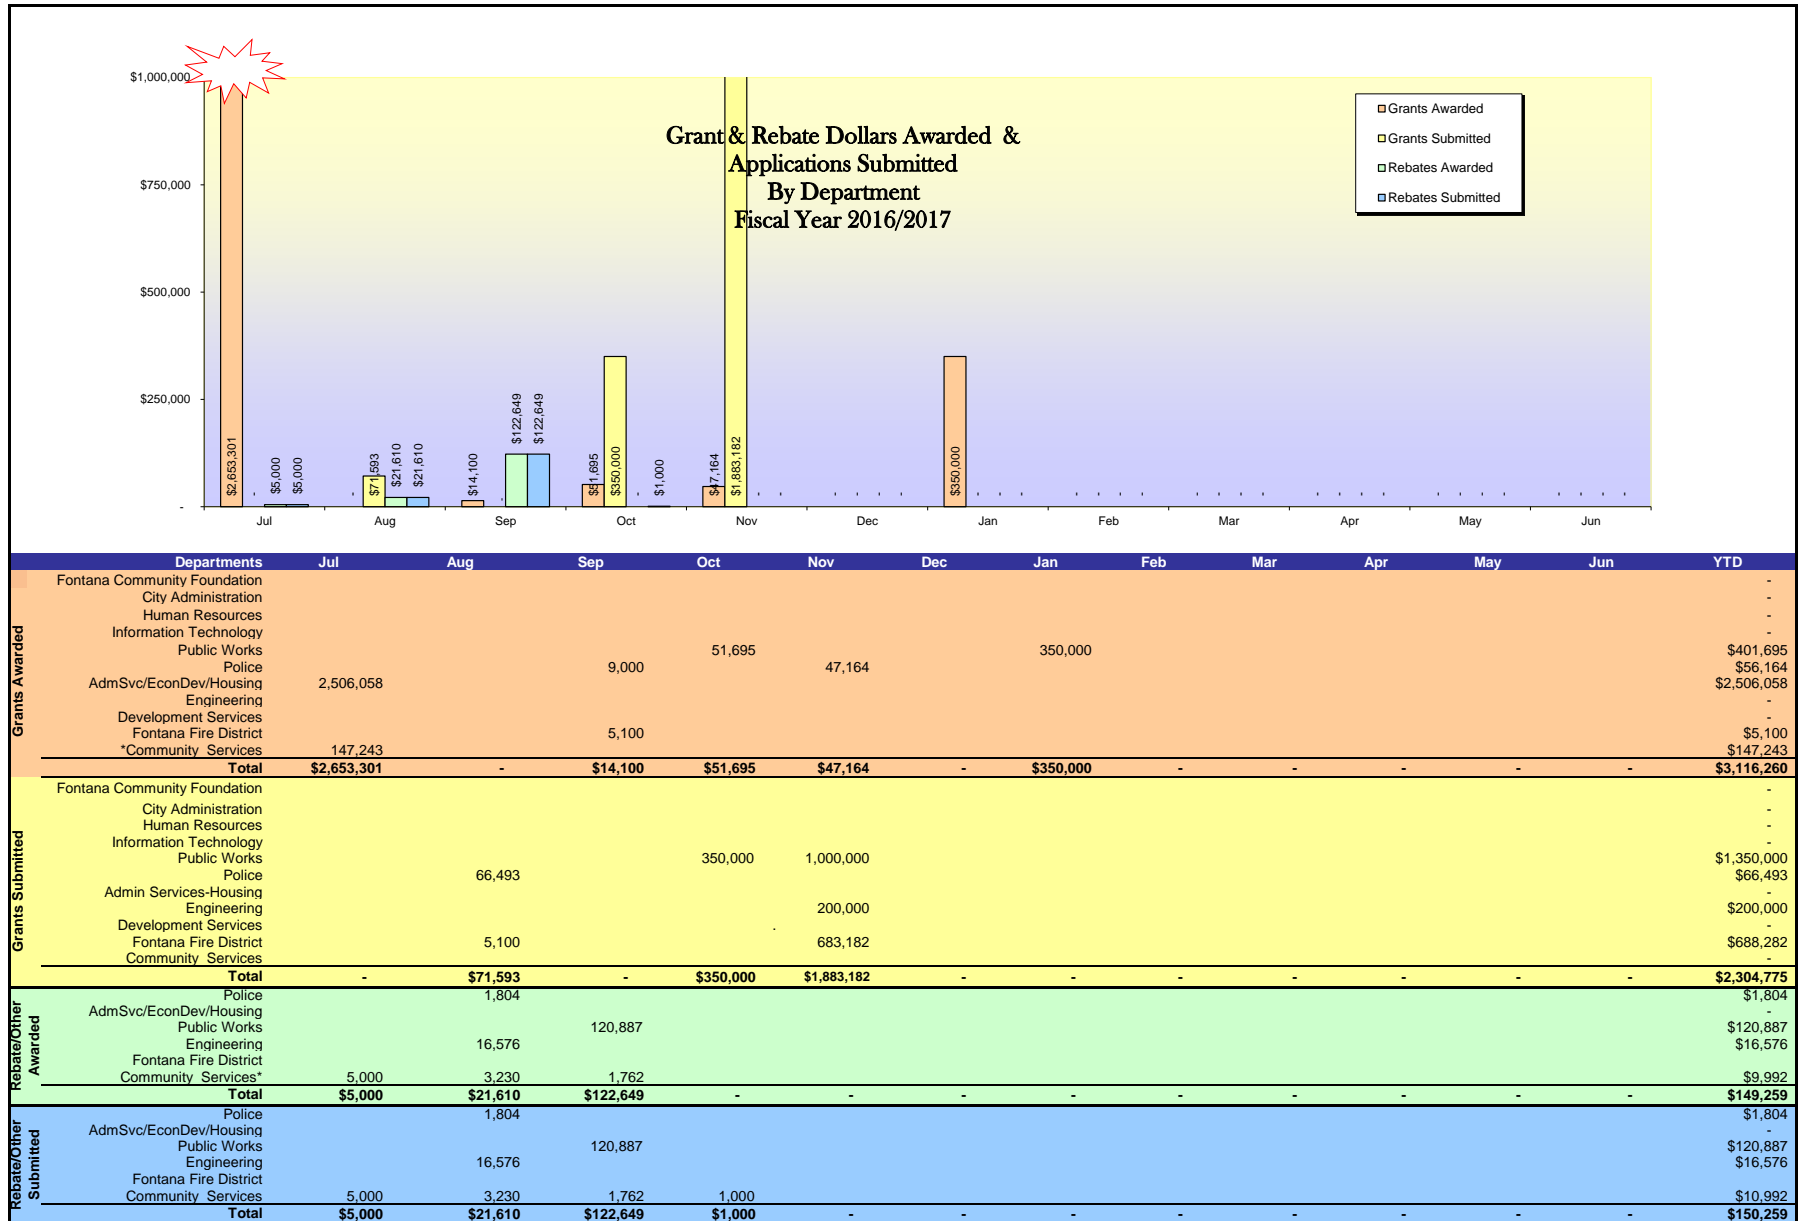 $1,000,000
$750,000
$500,000
$250,000
-
Grant & Rebate Dollars Awarded &
Applications Submitted
By Department
Fiscal Year 2016/2017
Grants Awarded
Grants Submitted
Rebates Awarded
Rebates Submitted
$2,653,301 $5,000 $5,000 $71,593 $21,610 $21,610 $14,100 $122,649 $122,649 $51,695 $350,000 $1,000 $47,164 $1,883,182 $350,000
Jul Aug Sep Oct Nov Dec Jan Feb Mar Apr May Jun
Departments Jul Aug Sep Oct Nov Dec Jan Feb Mar Apr May Jun YTD
Grants Awarded
Fontana Community Foundation -
City Administration -
Human Resources -
Information Technology -
Public Works 51,695 350,000 $401,695
Police 9,000 47,164 $56,164
AdmSvc/EconDev/Housing 2,506,058 $2,506,058
Engineering -
Development Services -
Fontana Fire District 5,100 $5,100
*Community Services 147,243 $147,243
Total $2,653,301 - $14,100 $51,695 $47,164 - $350,000 - - - - - $3,116,260
Grants Submitted
Fontana Community Foundation -
City Administration -
Human Resources -
Information Technology -
Public Works 350,000 1,000,000 $1,350,000
Police 66,493 $66,493
Admin Services-Housing -
Engineering 200,000 $200,000
Development Services . -
Fontana Fire District 5,100 683,182 $688,282
Community Services -
Total - $71,593 - $350,000 $1,883,182 - - - - - - - $2,304,775
Rebate/Other
Awarded
Police 1,804 $1,804
AdmSvc/EconDev/Housing -
Public Works 120,887 $120,887
Engineering 16,576 $16,576
Fontana Fire District
Community Services* 5,000 3,230 1,762 $9,992
Total $5,000 $21,610 $122,649 - - - - - - - - - $149,259
Rebate/Other
Submitted
Police 1,804 $1,804
AdmSvc/EconDev/Housing -
Public Works 120,887 $120,887
Engineering 16,576 $16,576
Fontana Fire District
Community Services 5,000 3,230 1,762 1,000 $10,992
Total $5,000 $21,610 $122,649 $1,000 - - - - - - - - $150,259